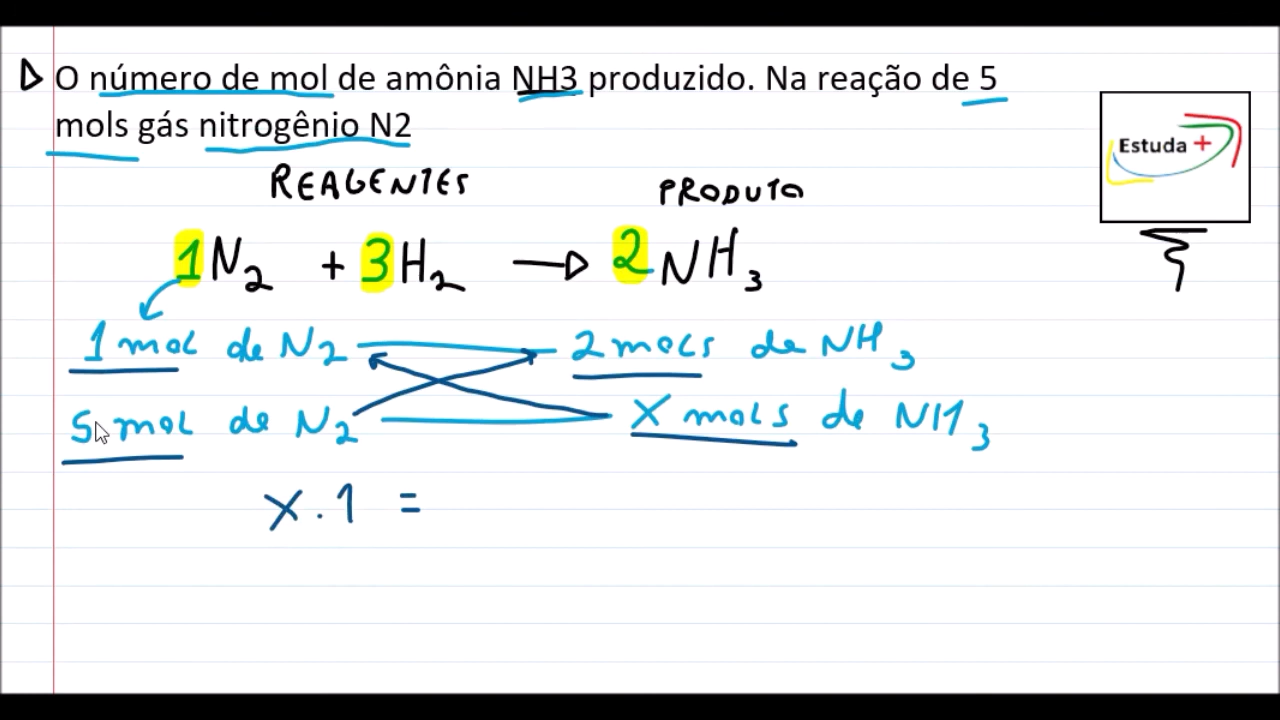 O número de mol de amônia NH3 produzido. Na reação de 5
mols gás nitrogênio N2
Estuda +
REAGENTES PRODUTO
1N₂ + 3H₂ → 2NH₃
1 mol de N₂ 2 mols de NH₃
5 mol de N₂ X mols de NH₃
X . 1 =